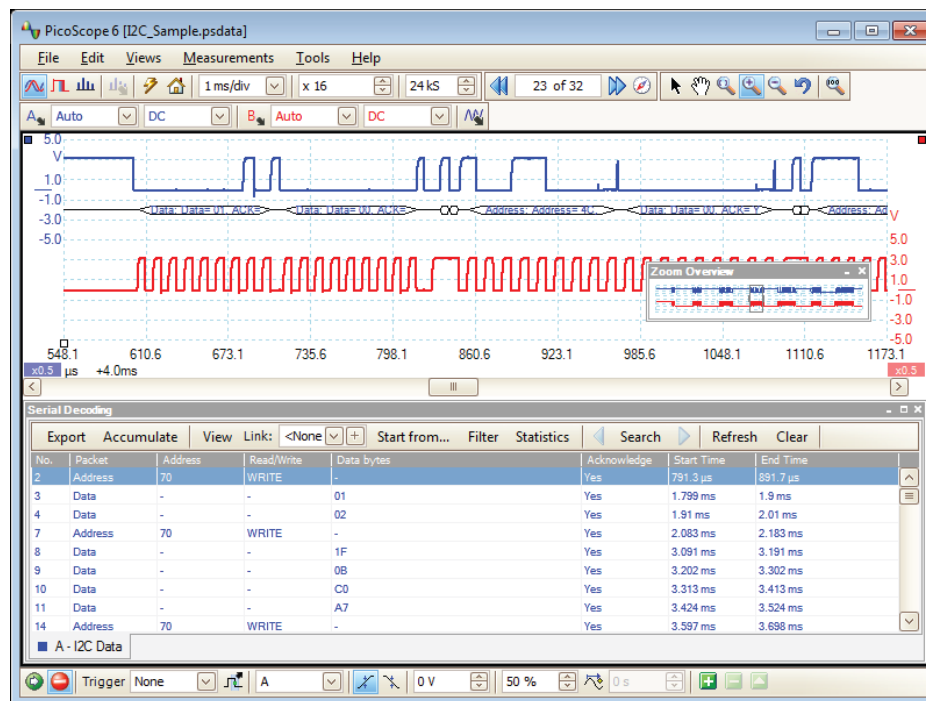 PicoScope 6 [I2C_Sample.psdata]
File Edit Views Measurements Tools Help
1 ms/div x 16 24 kS 23 of 32
A Auto DC B Auto DC
5.0
V
1.0
-1.0
-3.0
-5.0
Data: Data= 01, ACK= Data: Data= 00, ACK= Address: Address= 4C, Data: Data= 00, ACK= Y Address: Ad
V
5.0
3.0
1.0
-1.0
-3.0
-5.0
Zoom Overview
548.1 610.6 673.1 735.6 798.1 860.6 923.1 985.6 1048.1 1110.6 1173.1
x0.5 µs +4.0ms x0.5
Serial Decoding
Export Accumulate View Link: <None + Start from... Filter Statistics Search Refresh Clear
No. Packet Address Read/Write Data bytes Acknowledge Start Time End Time
2 Address 70 WRITE - Yes 791.3 µs 891.7 µs
3 Data - - 01 Yes 1.799 ms 1.9 ms
4 Data - - 02 Yes 1.91 ms 2.01 ms
7 Address 70 WRITE - Yes 2.083 ms 2.183 ms
8 Data - - 1F Yes 3.091 ms 3.191 ms
9 Data - - 0B Yes 3.202 ms 3.302 ms
10 Data - - C0 Yes 3.313 ms 3.413 ms
11 Data - - A7 Yes 3.424 ms 3.524 ms
14 Address 70 WRITE - Yes 3.597 ms 3.698 ms
A - I2C Data
Trigger None A 0 V 50 % 0 s